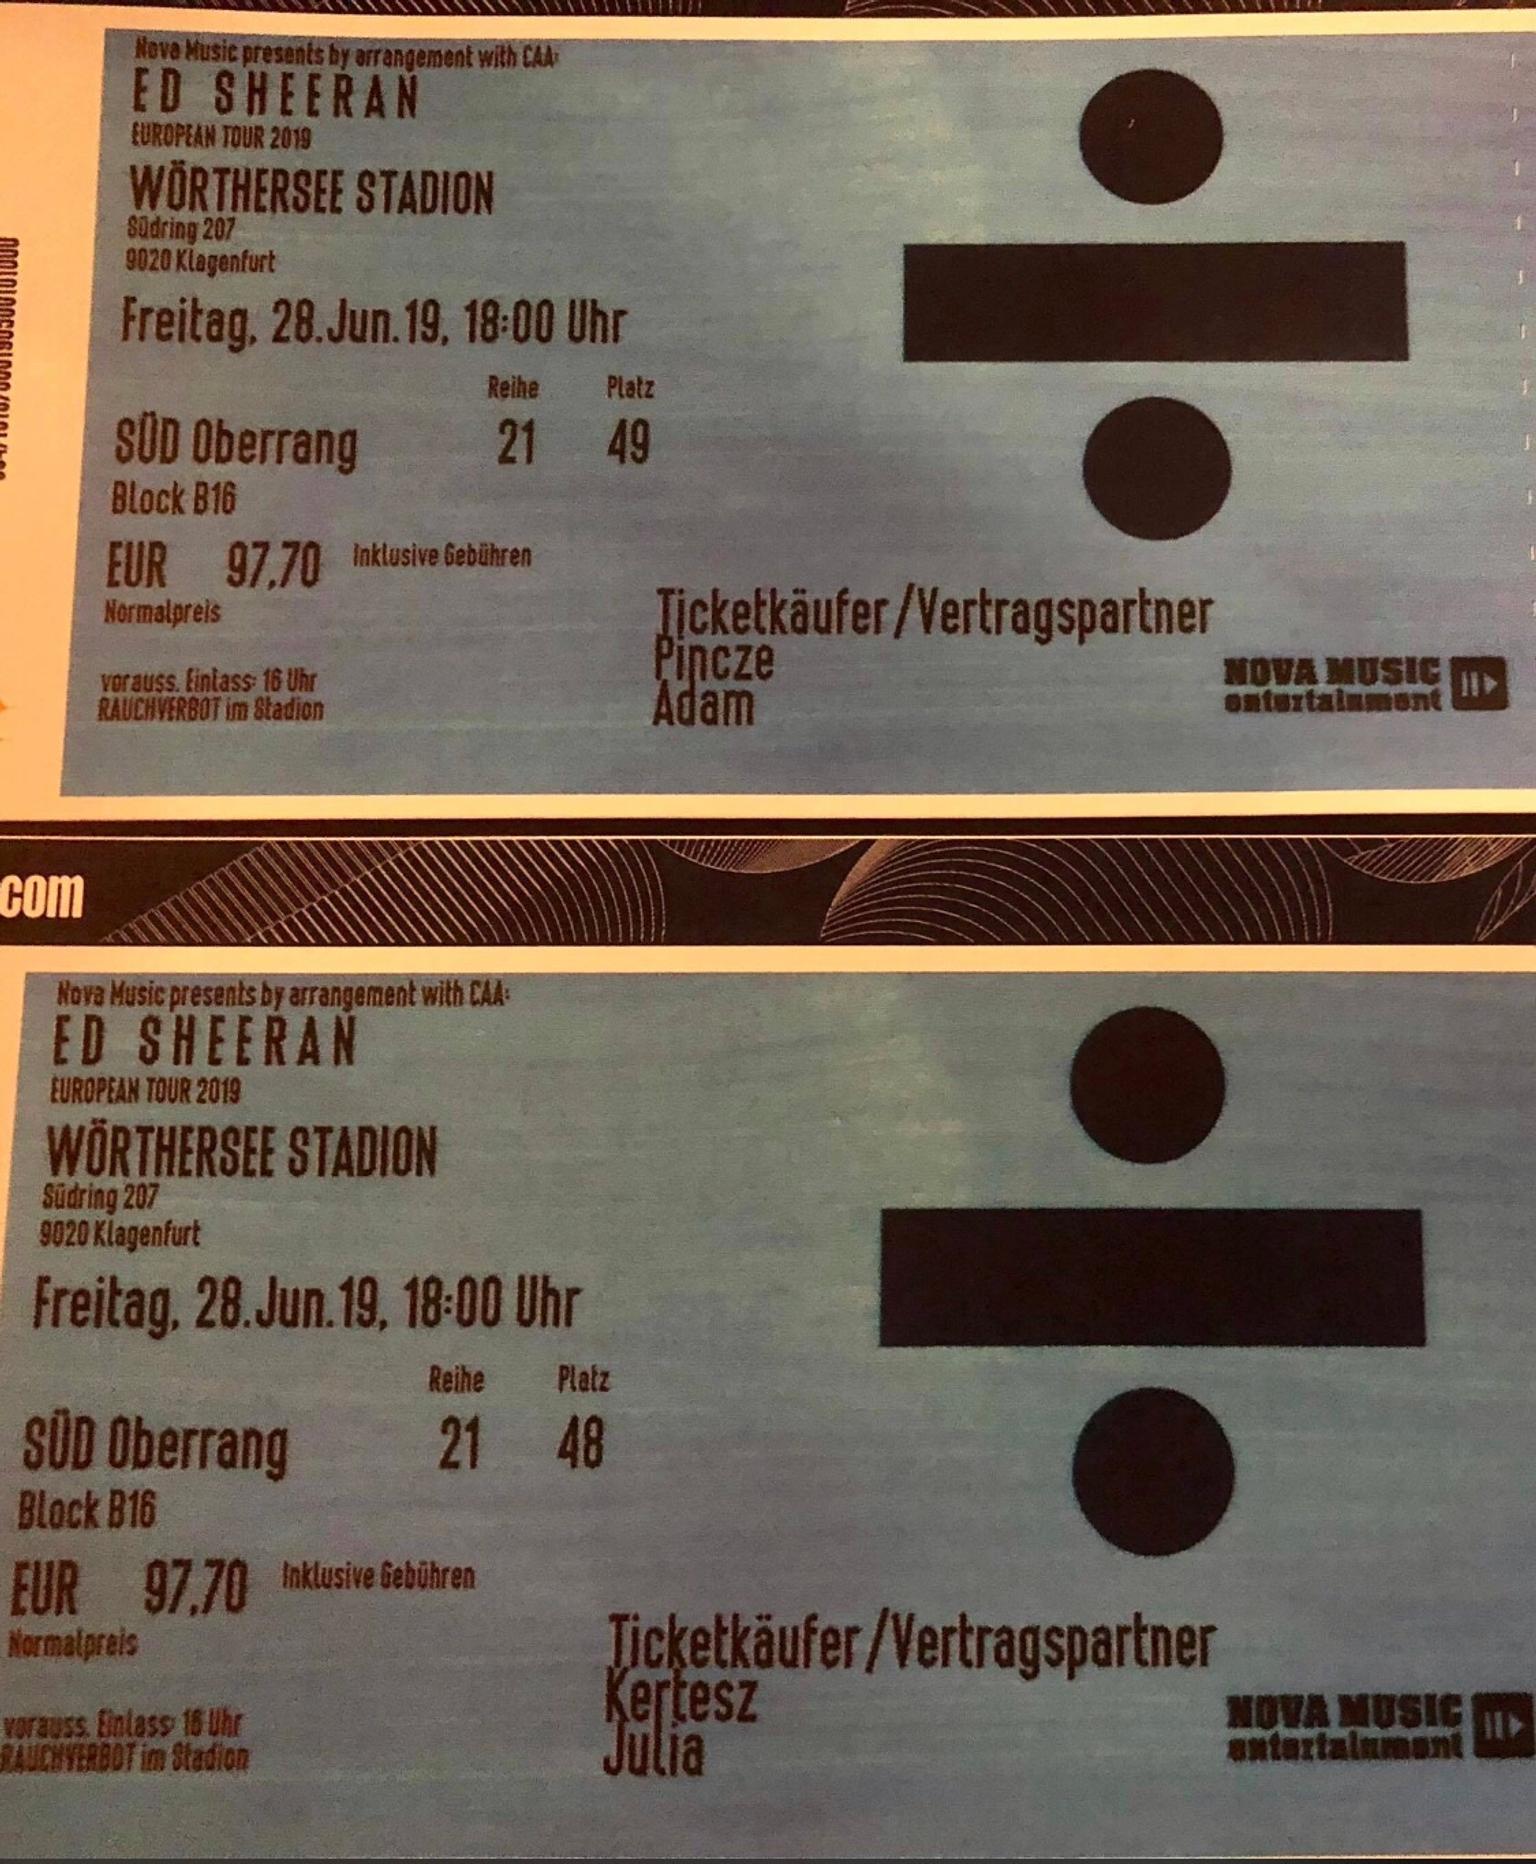 Nova Music presents by arrangement with CAA:
ED SHEERAN
EUROPEAN TOUR 2019
WÖRTHERSEE STADION
Südring 207
9020 Klagenfurt
Freitag, 28.Jun.19, 18:00 Uhr
Reihe Platz
SÜD Oberrang 21 49
Block B16
EUR 97,70 Inklusive Gebühren
Normalpreis
Ticketkäufer/Vertragspartner
Pincze
Adam
vorauss. Einlass: 16 Uhr
RAUCHVERBOT im Stadion
NOVA MUSIC
entertainment
com
Nova Music presents by arrangement with CAA:
ED SHEERAN
EUROPEAN TOUR 2019
WÖRTHERSEE STADION
Südring 207
9020 Klagenfurt
Freitag, 28.Jun.19, 18:00 Uhr
Reihe Platz
SÜD Oberrang 21 48
Block B16
EUR 97,70 Inklusive Gebühren
Normalpreis
Ticketkäufer/Vertragspartner
Kertesz
Julia
vorauss. Einlass: 16 Uhr
RAUCHVERBOT im Stadion
NOVA MUSIC
entertainment